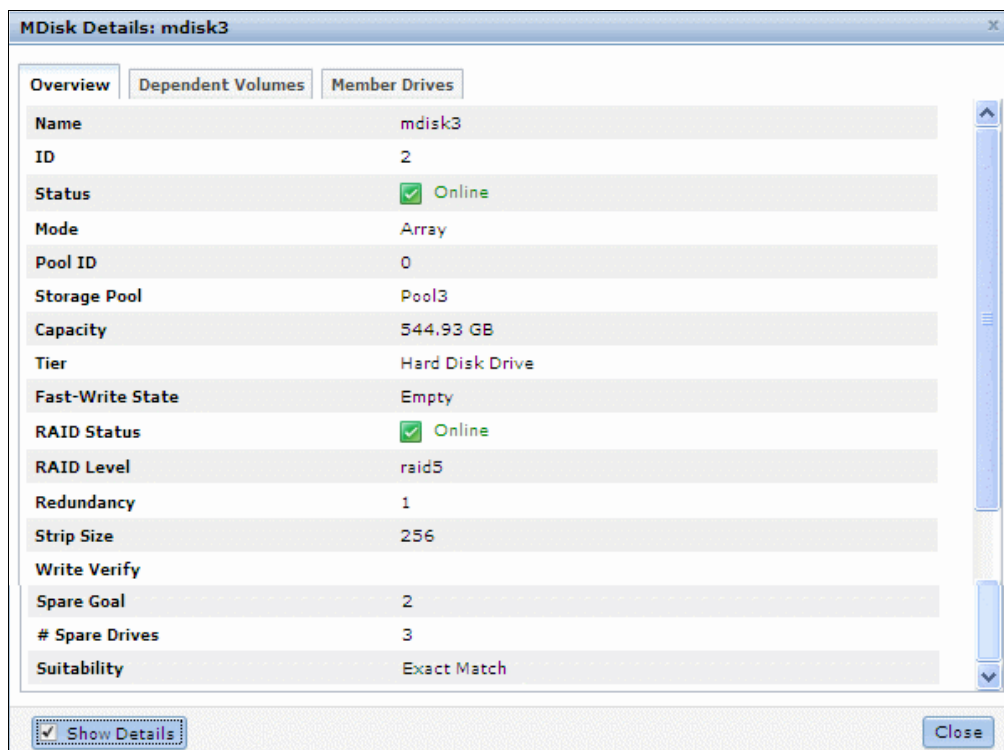 MDisk Details: mdisk3 x
Overview Dependent Volumes Member Drives
Name mdisk3
ID 2
Status Online
Mode Array
Pool ID 0
Storage Pool Pool3
Capacity 544.93 GB
Tier Hard Disk Drive
Fast-Write State Empty
RAID Status Online
RAID Level raid5
Redundancy 1
Strip Size 256
Write Verify
Spare Goal 2
# Spare Drives 3
Suitability Exact Match
Show Details Close